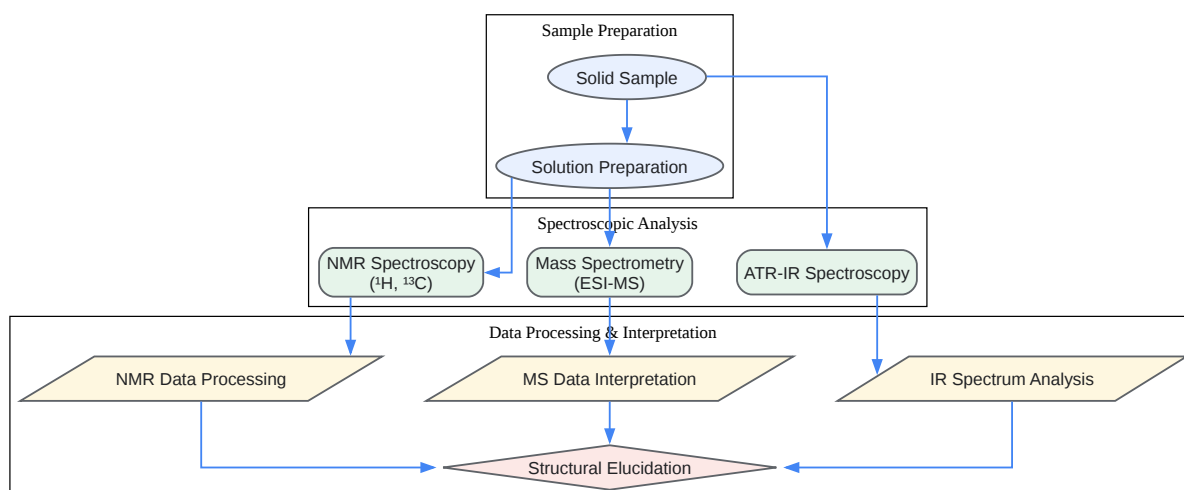 Sample Preparation
Solid Sample
Solution Preparation
Spectroscopic Analysis
NMR Spectroscopy
(¹H, ¹³C)
Mass Spectrometry
(ESI-MS)
ATR-IR Spectroscopy
Data Processing & Interpretation
NMR Data Processing
MS Data Interpretation
IR Spectrum Analysis
Structural Elucidation